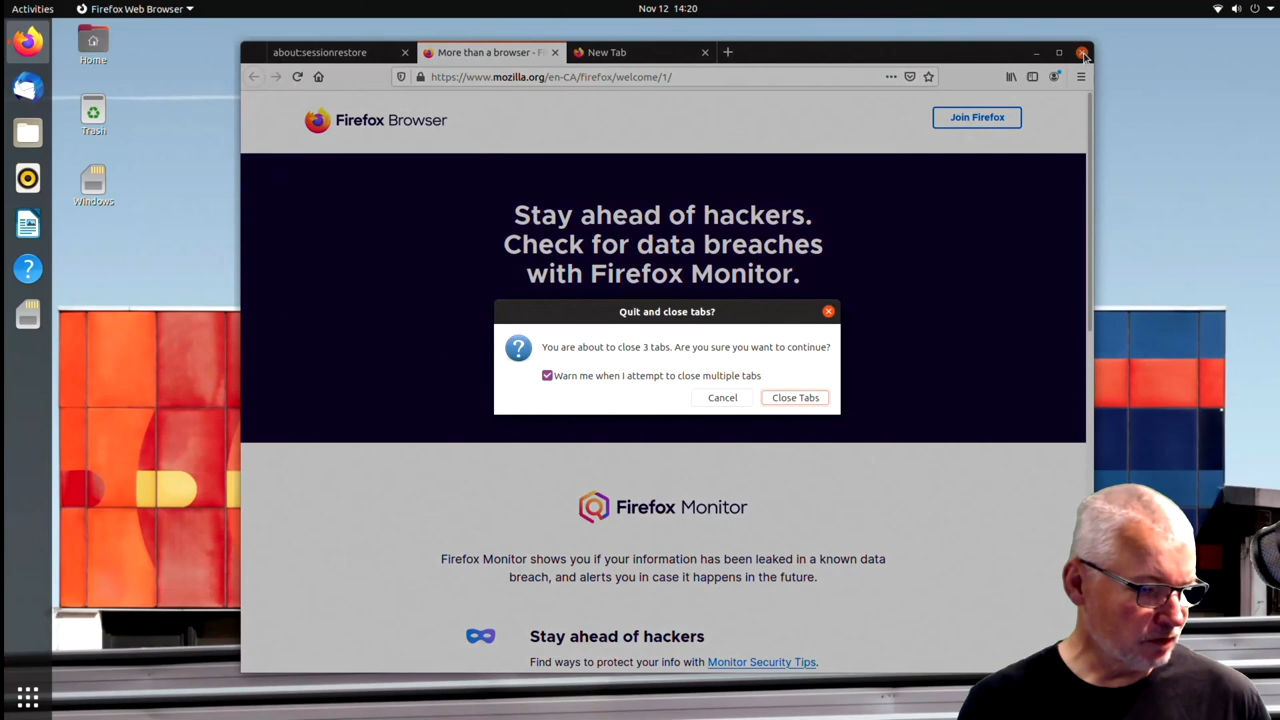 Activities
Firefox Web Browser
Nov 12 14:20
Home
Trash
Windows
about:sessionrestore
More than a browser - Fi
New Tab
https://www.mozilla.org/en-CA/firefox/welcome/1/
Firefox Browser
Join Firefox
Stay ahead of hackers.
Check for data breaches
with Firefox Monitor.
Quit and close tabs?
You are about to close 3 tabs. Are you sure you want to continue?
Warn me when I attempt to close multiple tabs
Cancel
Close Tabs
Firefox Monitor
Firefox Monitor shows you if your information has been leaked in a known data
breach, and alerts you in case it happens in the future.
Stay ahead of hackers
Find ways to protect your info with Monitor Security Tips.